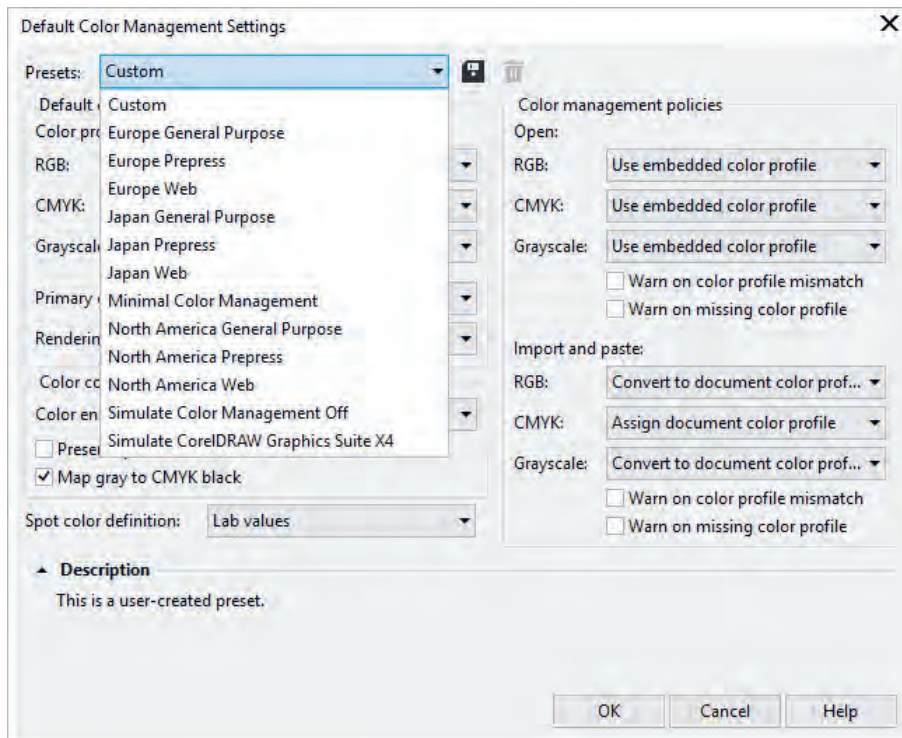 Default Color Management Settings
Presets: Custom
Custom
Europe General Purpose
Europe Prepress
Europe Web
Japan General Purpose
Japan Prepress
Japan Web
Minimal Color Management
North America General Purpose
North America Prepress
North America Web
Simulate Color Management Off
Simulate CorelDRAW Graphics Suite X4
Default
Color
RGB:
CMYK:
Primary
Color
Color
Map gray to CMYK black
Spot color definition: Lab values
Color management policies
Open:
RGB: Use embedded color profile
CMYK: Use embedded color profile
Grayscale: Use embedded color profile
Warn on color profile mismatch
Warn on missing color profile
Import and paste:
RGB: Convert to document color prof...
CMYK: Assign document color profile
Grayscale: Convert to document color prof...
Warn on color profile mismatch
Warn on missing color profile
Description
This is a user-created preset.
OK Cancel Help